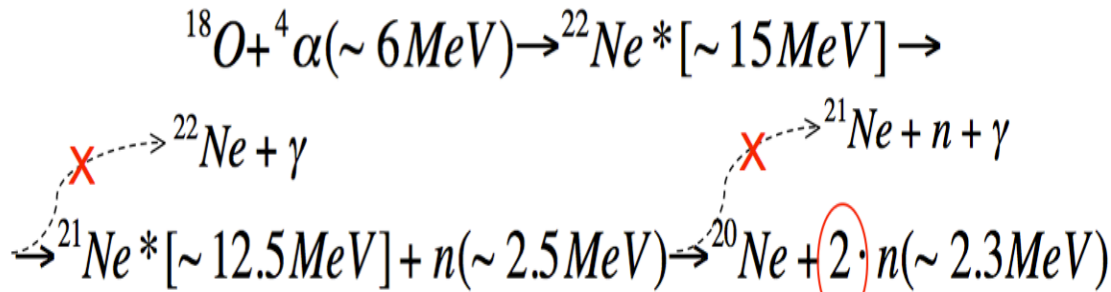 ¹⁸O+⁴α(~6MeV)→²²Ne*[~15MeV]→
X ²²Ne+γ X ²¹Ne+n+γ
→²¹Ne*[~12.5MeV]+n(~2.5MeV)→²⁰Ne+2·n(~2.3MeV)